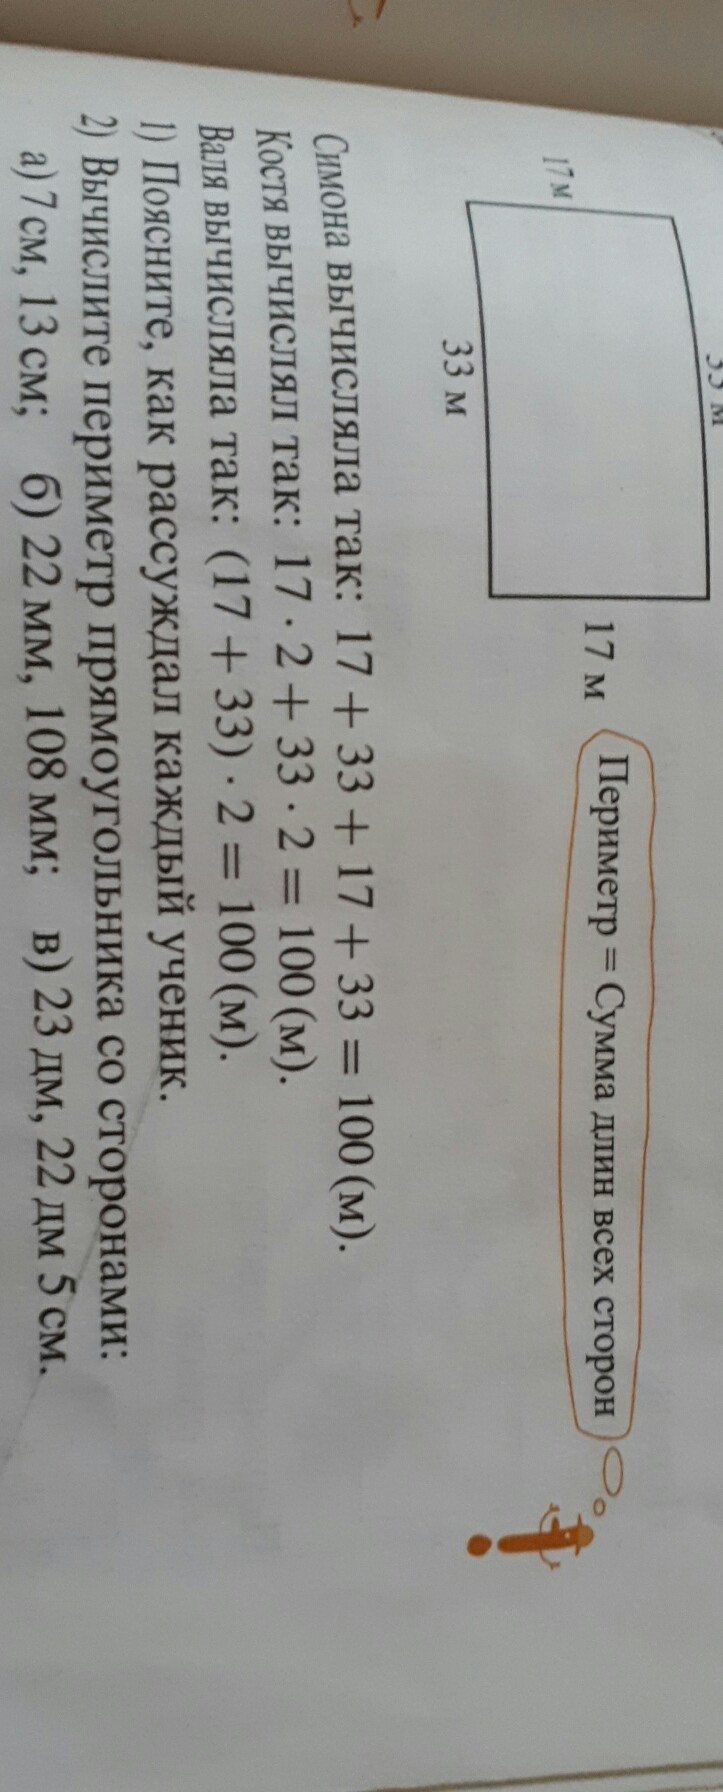 17 м
17 м
33 м
Периметр = Сумма длин всех сторон
Симона вычисляла так: 17 + 33 + 17 + 33 = 100 (м).
Костя вычислял так: 17 · 2 + 33 · 2 = 100 (м).
Валя вычисляла так: (17 + 33) · 2 = 100 (м).
1) Поясните, как рассуждал каждый ученик.
2) Вычислите периметр прямоугольника со сторонами:
а) 7 см, 13 см; б) 22 мм, 108 мм; в) 23 дм, 22 дм 5 см.